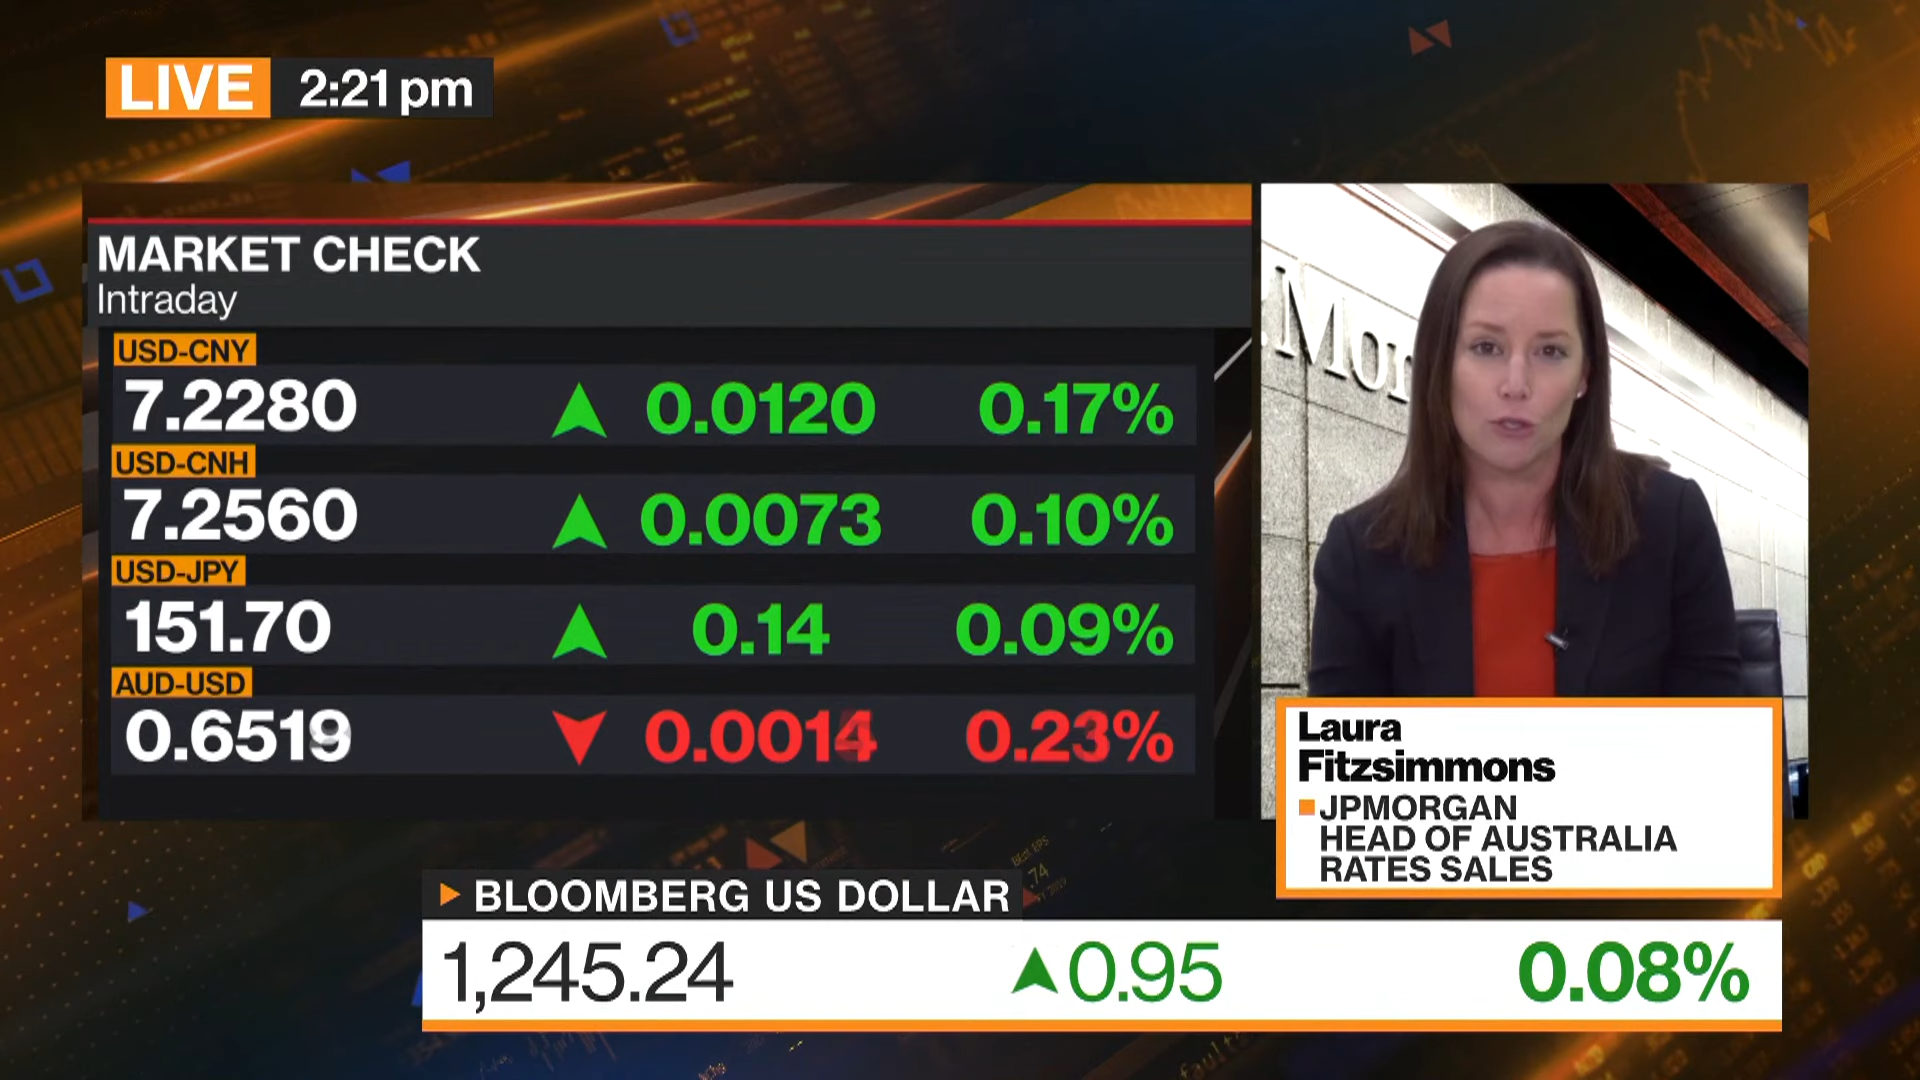 LIVE 2:21 pm
MARKET CHECK
Intraday
USD-CNY
7.2280 ▲ 0.0120 0.17%
USD-CNH
7.2560 ▲ 0.0073 0.10%
USD-JPY
151.70 ▲ 0.14 0.09%
AUD-USD
0.6519 ▼ 0.0014 0.23%
.Mor
Laura
Fitzsimmons
JPMORGAN
HEAD OF AUSTRALIA
RATES SALES
BLOOMBERG US DOLLAR
1,245.24 ▲0.95 0.08%